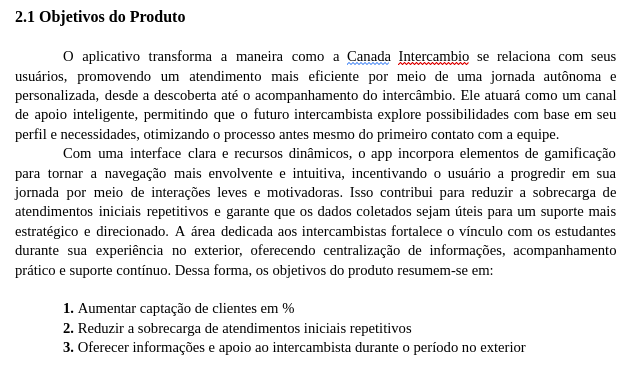 2.1 Objetivos do Produto
O aplicativo transforma a maneira como a Canada Intercambio se relaciona com seus
usuários, promovendo um atendimento mais eficiente por meio de uma jornada autônoma e
personalizada, desde a descoberta até o acompanhamento do intercâmbio. Ele atuará como um canal
de apoio inteligente, permitindo que o futuro intercambista explore possibilidades com base em seu
perfil e necessidades, otimizando o processo antes mesmo do primeiro contato com a equipe.
Com uma interface clara e recursos dinâmicos, o app incorpora elementos de gamificação
para tornar a navegação mais envolvente e intuitiva, incentivando o usuário a progredir em sua
jornada por meio de interações leves e motivadoras. Isso contribui para reduzir a sobrecarga de
atendimentos iniciais repetitivos e garante que os dados coletados sejam úteis para um suporte mais
estratégico e direcionado. A área dedicada aos intercambistas fortalece o vínculo com os estudantes
durante sua experiência no exterior, oferecendo centralização de informações, acompanhamento
prático e suporte contínuo. Dessa forma, os objetivos do produto resumem-se em:
1. Aumentar captação de clientes em %
2. Reduzir a sobrecarga de atendimentos iniciais repetitivos
3. Oferecer informações e apoio ao intercambista durante o período no exterior